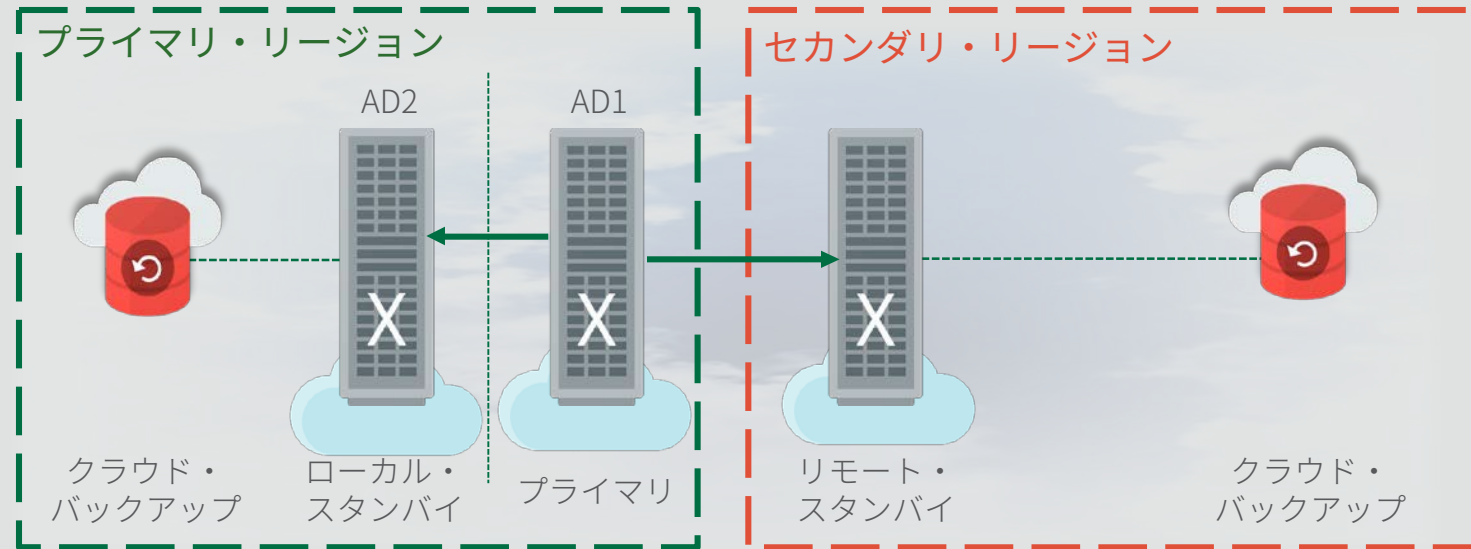 プライマリ・リージョン
セカンダリ・リージョン
AD2
AD1
X
X
X
クラウド・
バックアップ
ローカル・
スタンバイ
プライマリ
リモート・
スタンバイ
クラウド・
バックアップ